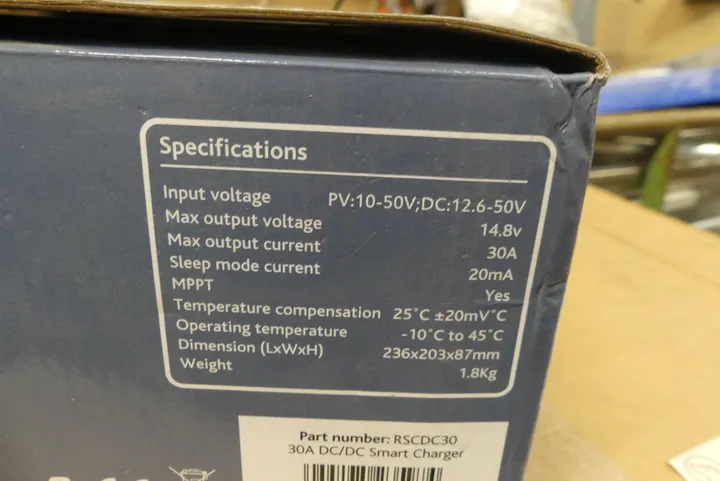 Specifications
Input voltage PV:10-50V;DC:12.6-50V
Max output voltage 14.8v
Max output current 30A
Sleep mode current 20mA
MPPT Yes
Temperature compensation 25°C ±20mV°C
Operating temperature -10°C to 45°C
Dimension (LxWxH) 236x203x87mm
Weight 1.8Kg
Part number: RSCDC30
30A DC/DC Smart Charger